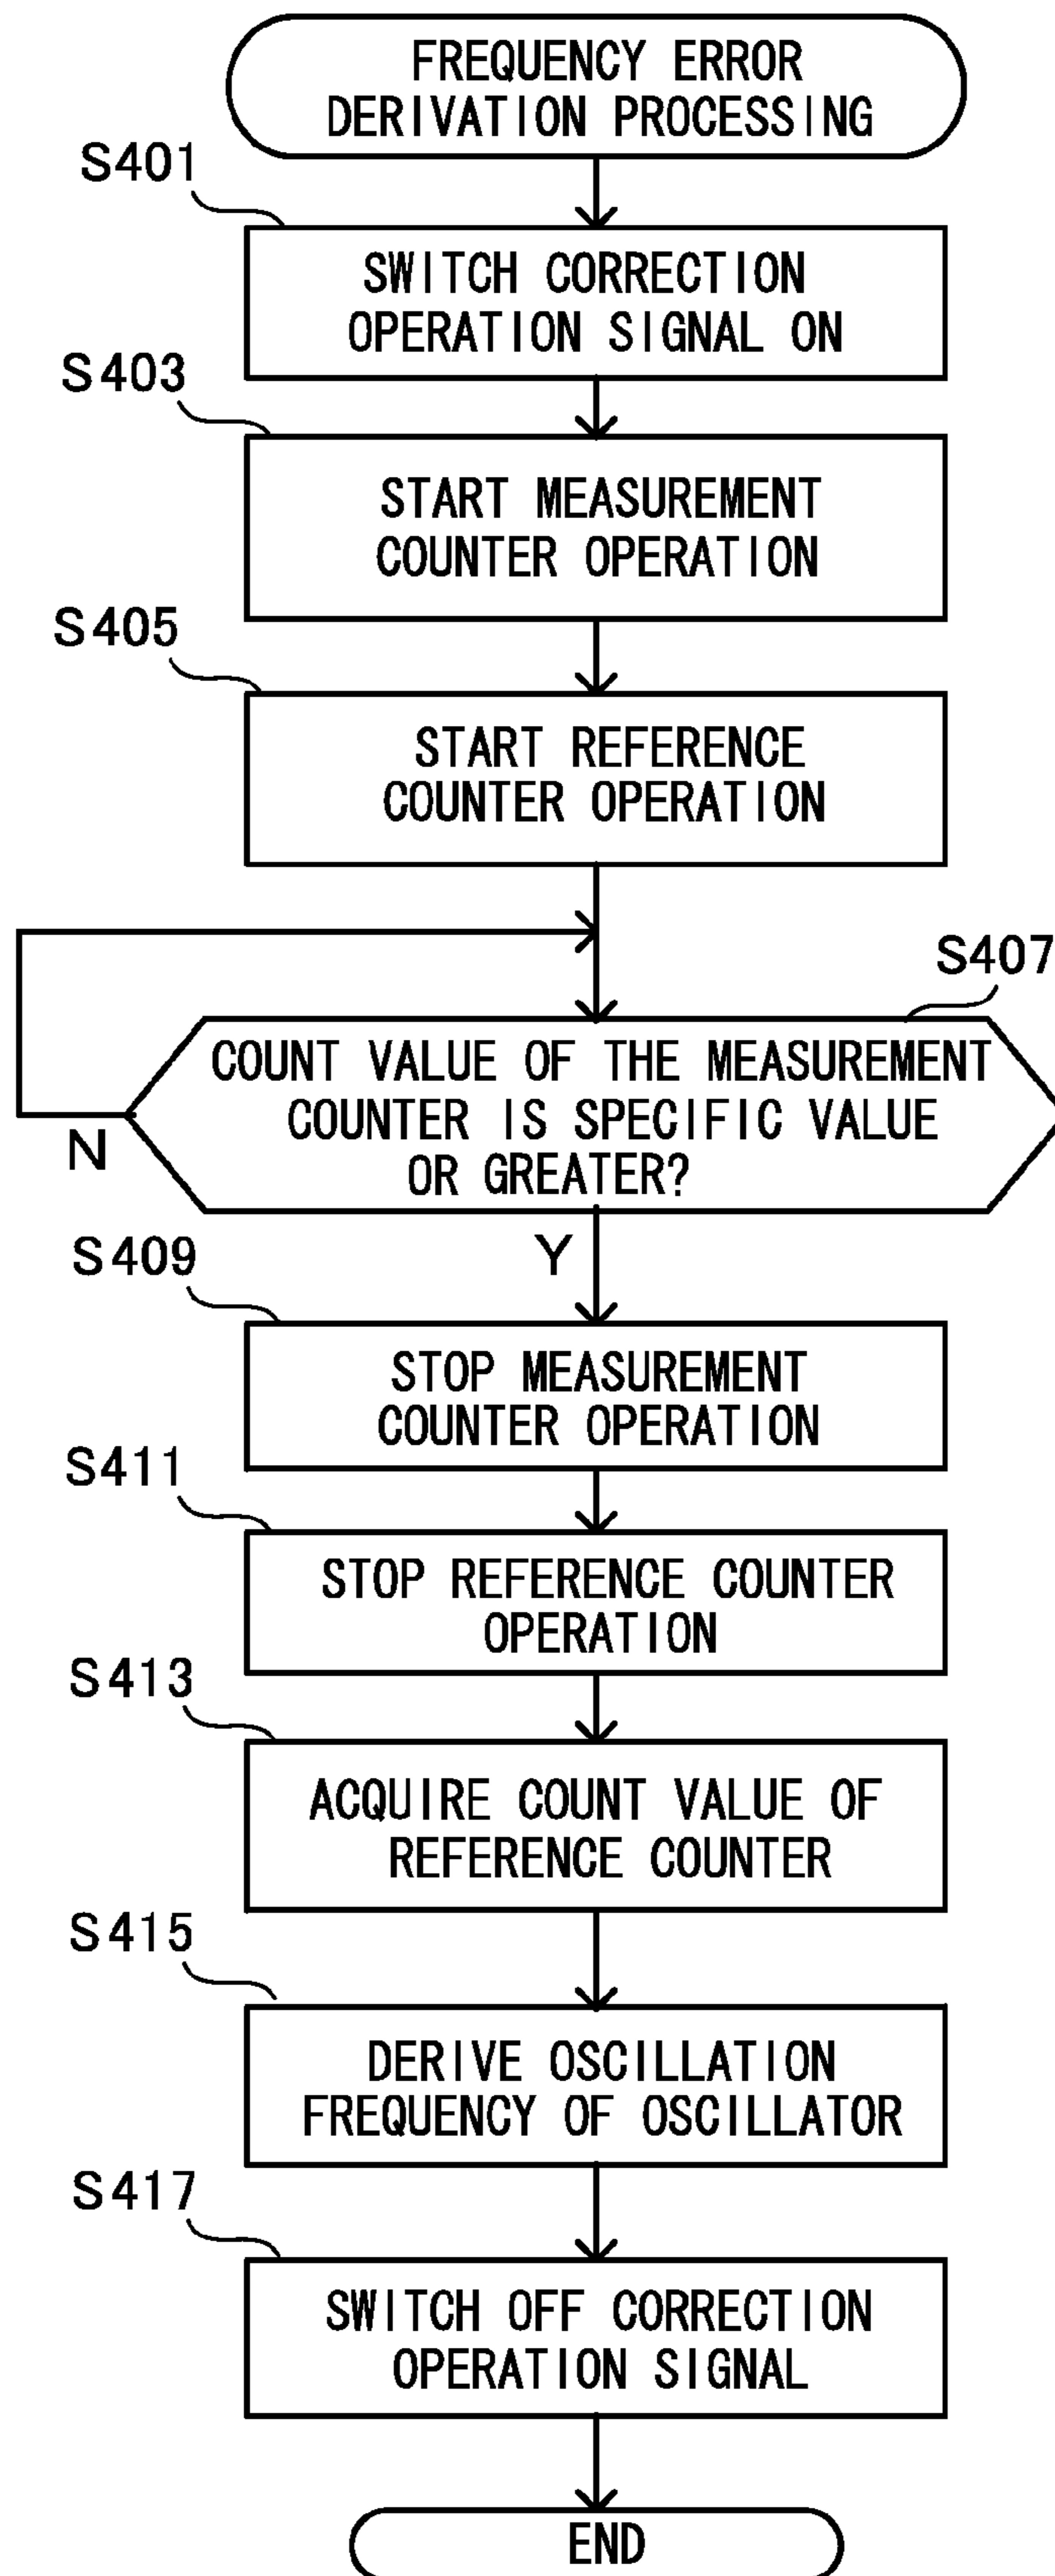 FREQUENCY ERROR
DERIVATION PROCESSING
S401
SWITCH CORRECTION
OPERATION SIGNAL ON
S403
START MEASUREMENT
COUNTER OPERATION
S405
START REFERENCE
COUNTER OPERATION
S407
COUNT VALUE OF THE MEASUREMENT
COUNTER IS SPECIFIC VALUE
OR GREATER?
N
Y
S409
STOP MEASUREMENT
COUNTER OPERATION
S411
STOP REFERENCE COUNTER
OPERATION
S413
ACQUIRE COUNT VALUE OF
REFERENCE COUNTER
S415
DERIVE OSCILLATION
FREQUENCY OF OSCILLATOR
S417
SWITCH OFF CORRECTION
OPERATION SIGNAL
END